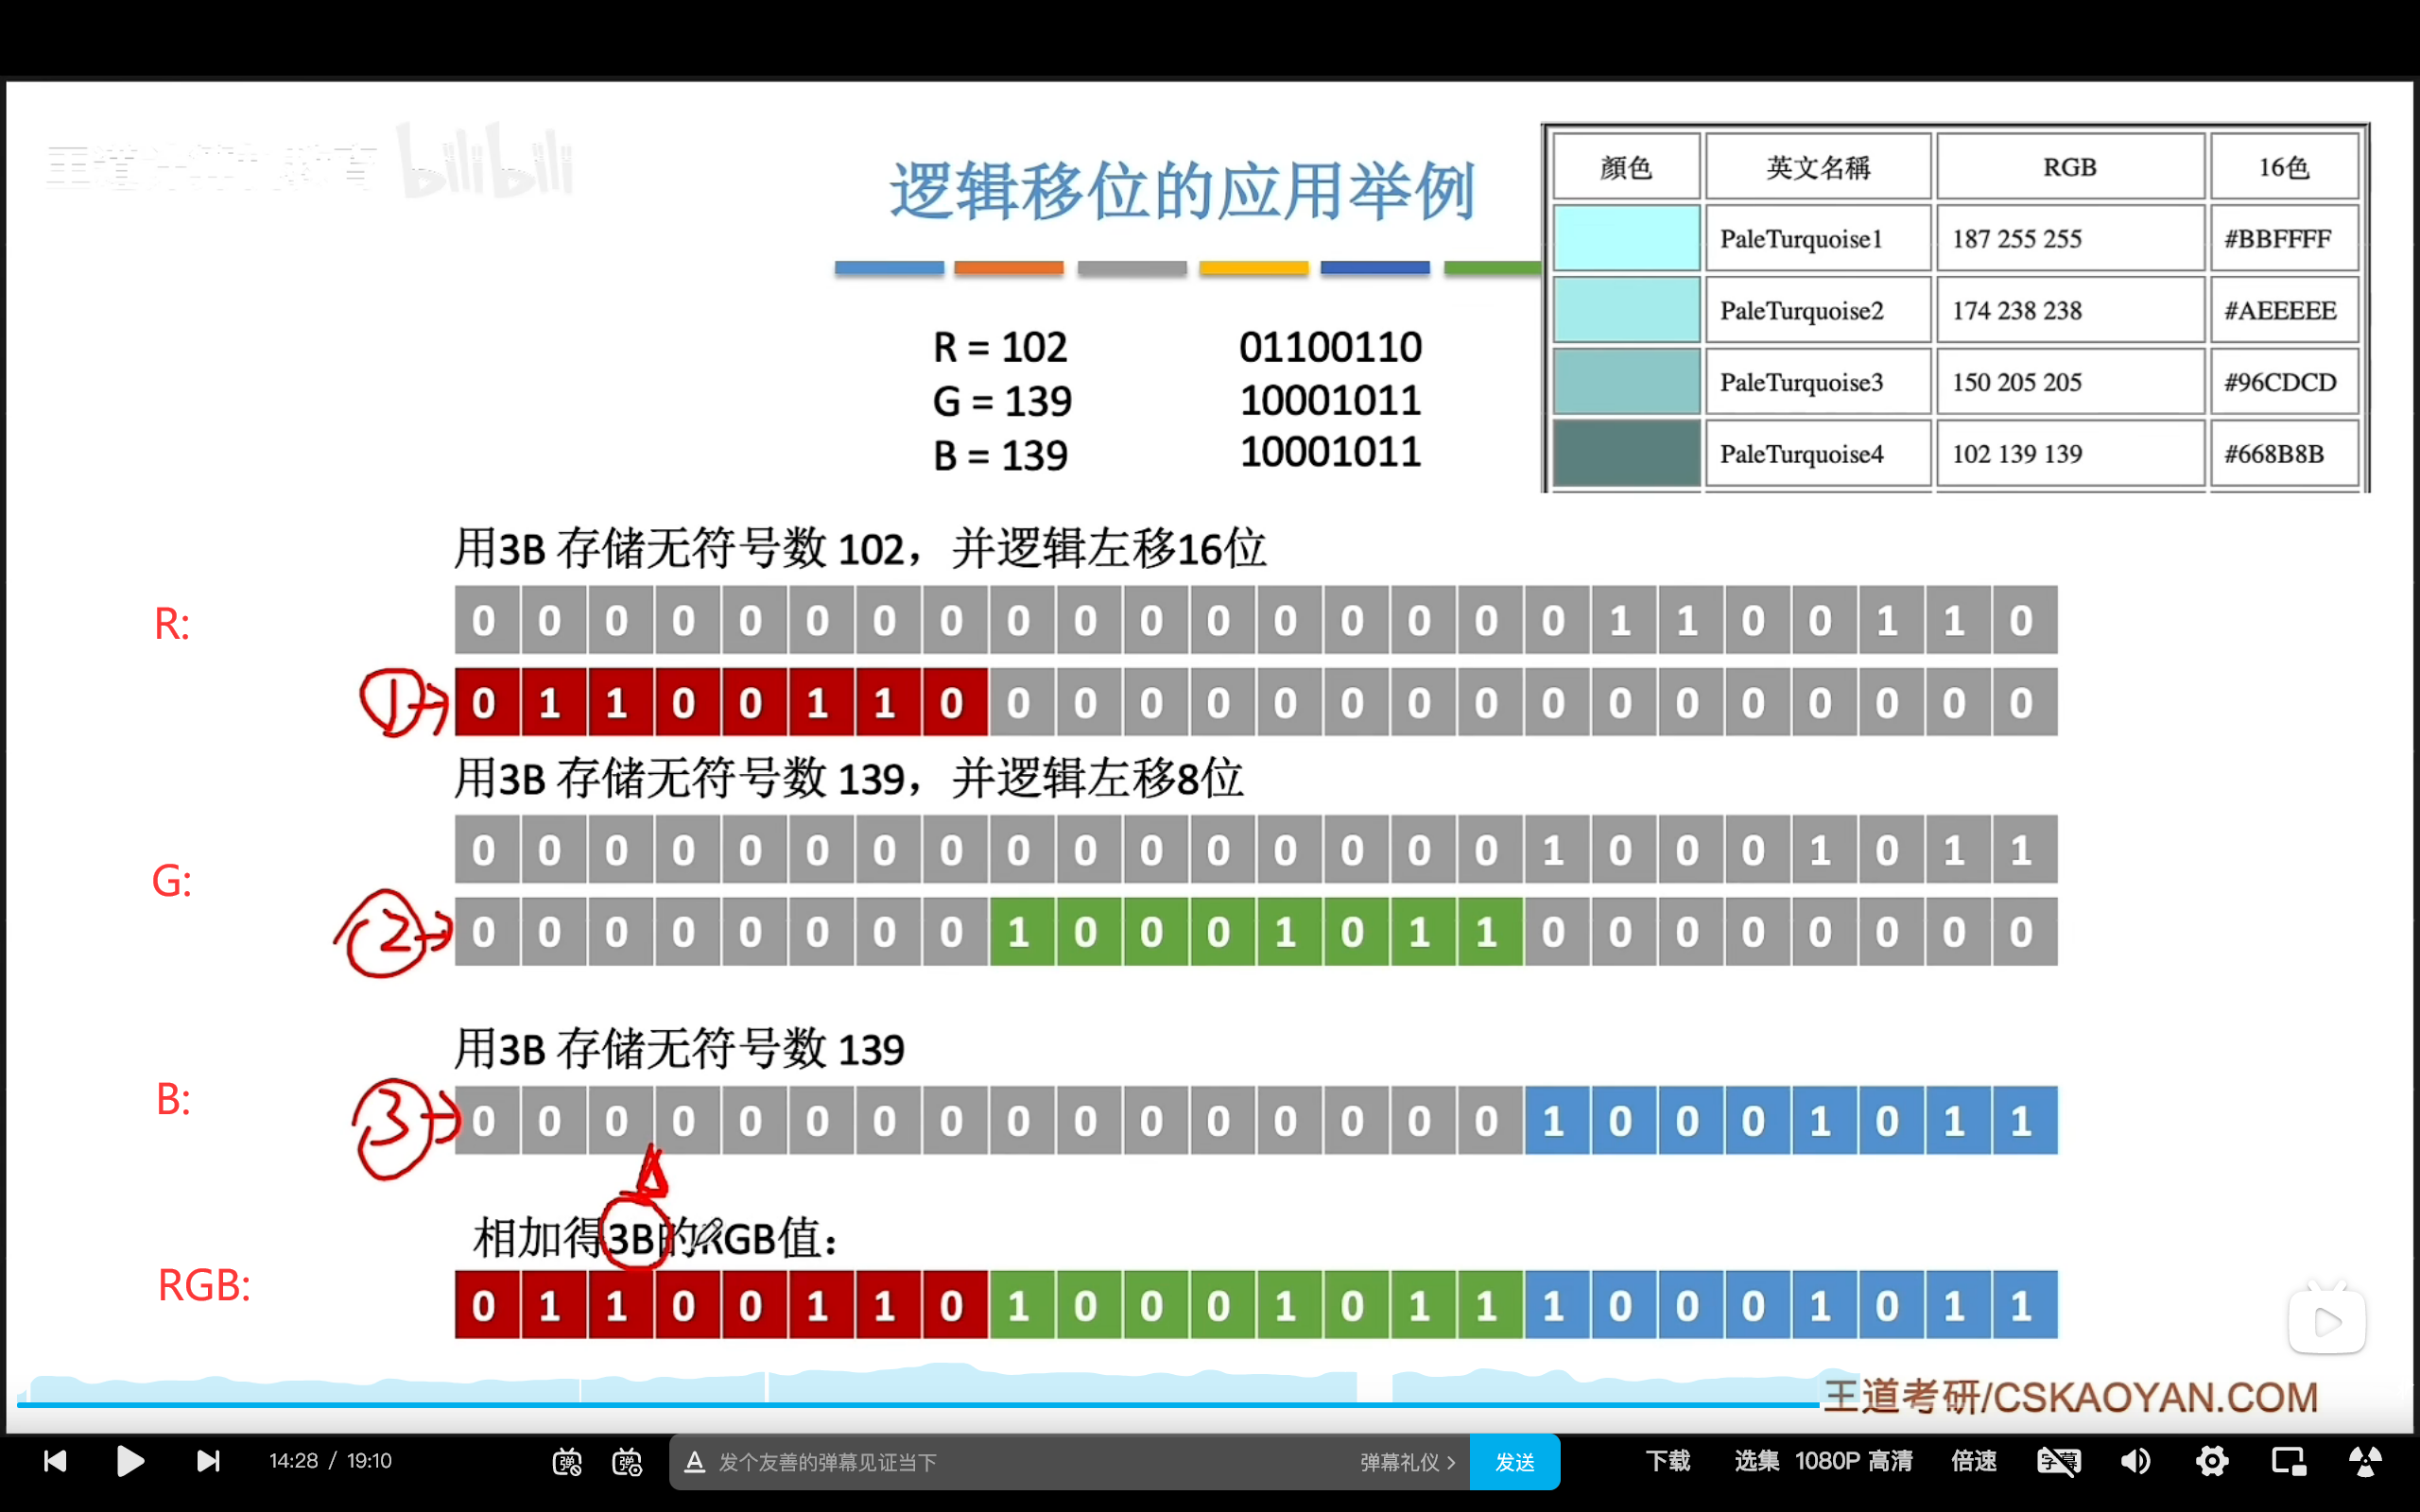 bilibili
逻辑移位的应用举例
顏色 英文名稱 RGB 16色
PaleTurquoise1 187 255 255 #BBFFFF
PaleTurquoise2 174 238 238 #AEEEEE
PaleTurquoise3 150 205 205 #96CDCD
PaleTurquoise4 102 139 139 #668B8B
R = 102 01100110
G = 139 10001011
B = 139 10001011
用3B 存储无符号数 102，并逻辑左移16位
R: 0 0 0 0 0 0 0 0 0 0 0 0 0 0 0 0 0 1 1 0 0 1 1 0
1 0 1 1 0 0 1 1 0 0 0 0 0 0 0 0 0 0 0 0 0 0 0 0 0
用3B 存储无符号数 139，并逻辑左移8位
G: 0 0 0 0 0 0 0 0 0 0 0 0 0 0 0 0 1 0 0 0 1 0 1 1
2 0 0 0 0 0 0 0 0 1 0 0 0 1 0 1 1 0 0 0 0 0 0 0 0
用3B 存储无符号数 139
B: 3 0 0 0 0 0 0 0 0 0 0 0 0 0 0 0 0 1 0 0 0 1 0 1 1
相加得3B的RGB值：
RGB: 0 1 1 0 0 1 1 0 1 0 0 0 1 0 1 1 1 0 0 0 1 0 1 1
王道考研/CSKAOYAN.COM
14:28 / 19:10 弹 弹 A 发个友善的弹幕见证当下 弹幕礼仪 > 发送 下载 选集 1080P 高清 倍速 字幕